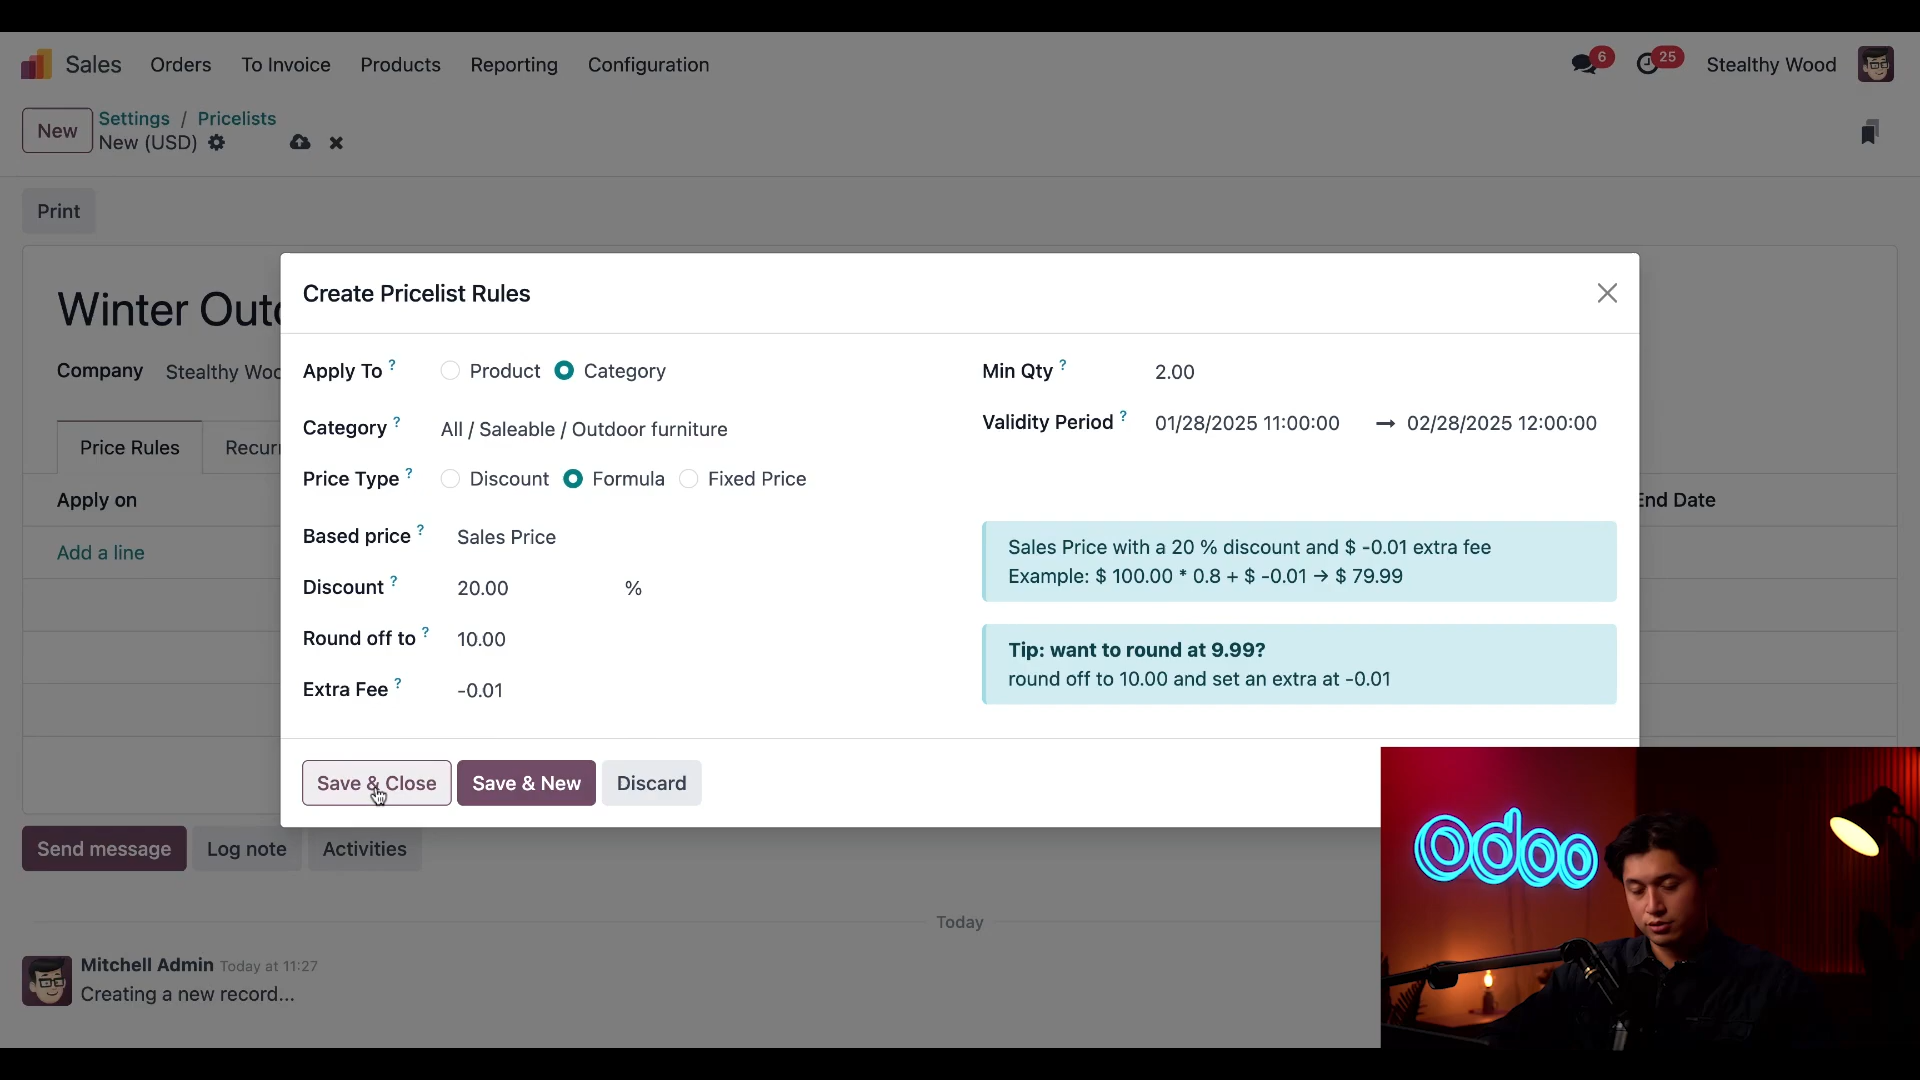 Sales Orders To Invoice Products Reporting Configuration 6 25 Stealthy Wood
New Settings / Pricelists
New (USD)
Print
Winter Outd
Company Stealthy Woo
Price Rules Recurr
Apply on End Date
Add a line
Create Pricelist Rules
Apply To ? Product Category
Category ? All / Saleable / Outdoor furniture
Price Type ? Discount Formula Fixed Price
Based price ? Sales Price
Discount ? 20.00 %
Round off to ? 10.00
Extra Fee ? -0.01
Min Qty ? 2.00
Validity Period ? 01/28/2025 11:00:00 → 02/28/2025 12:00:00
Sales Price with a 20 % discount and $ -0.01 extra fee
Example: $ 100.00 * 0.8 + $ -0.01 → $ 79.99
Tip: want to round at 9.99?
round off to 10.00 and set an extra at -0.01
Save & Close Save & New Discard
Send message Log note Activities
Today
Mitchell Admin Today at 11:27
Creating a new record...
odoo